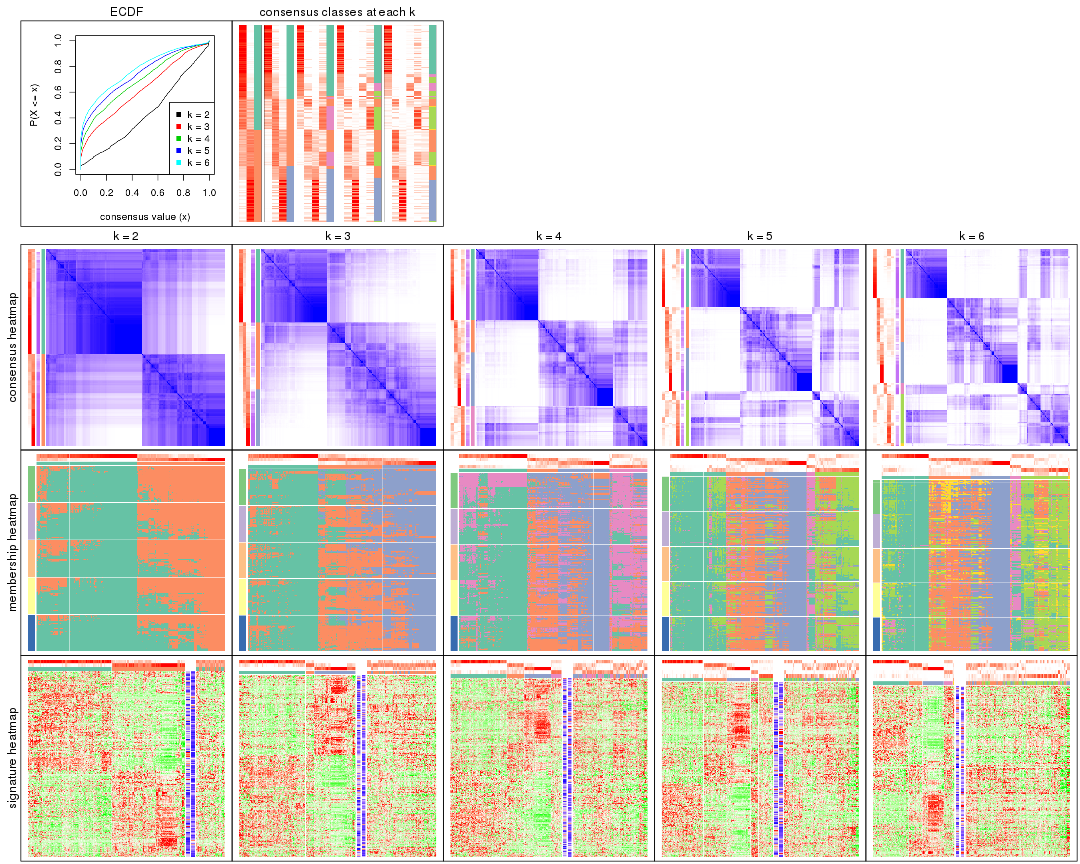 ECDF
consensus classes at each k
P(X <= x)
0.0 0.2 0.4 0.6 0.8 1.0
k = 2
k = 3
k = 4
k = 5
k = 6
0.0 0.2 0.4 0.6 0.8 1.0
consensus value (x)
k = 2
k = 3
k = 4
k = 5
k = 6
consensus heatmap
membership heatmap
signature heatmap